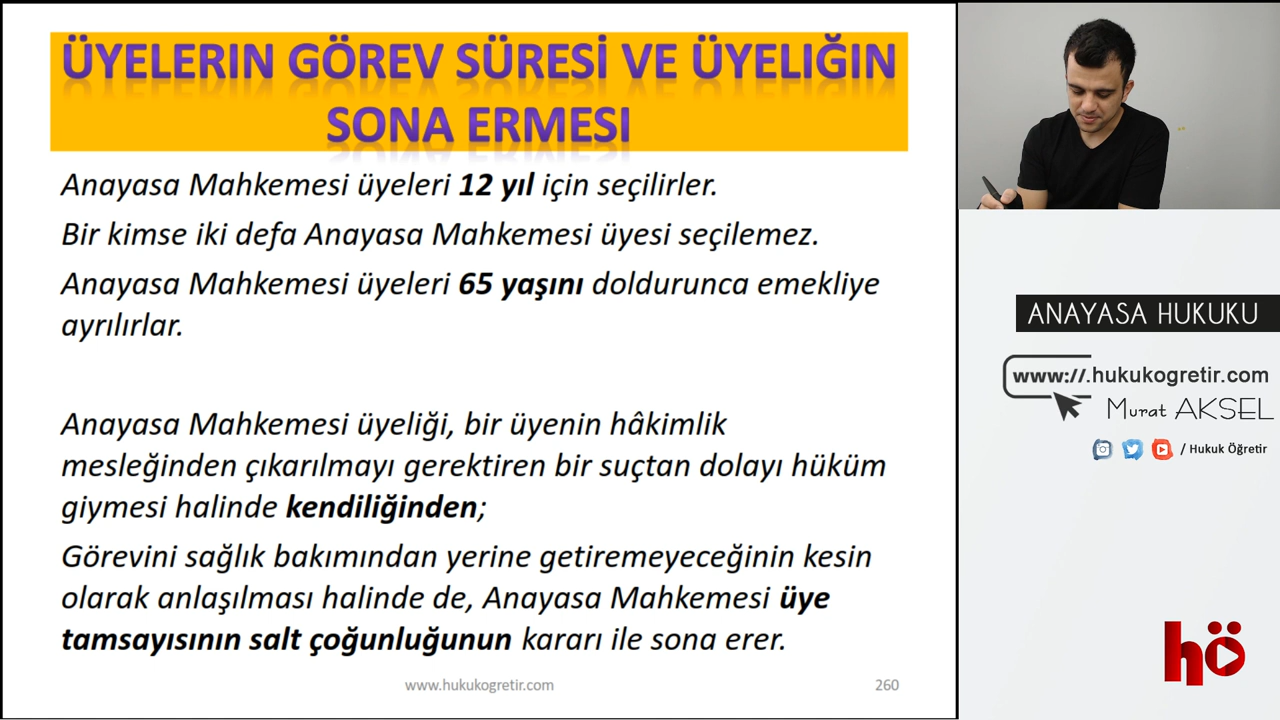 ÜYELERIN GÖREV SÜRESİ VE ÜYELIĞIN
SONA ERMESI
Anayasa Mahkemesi üyeleri 12 yıl için seçilirler.
Bir kimse iki defa Anayasa Mahkemesi üyesi seçilemez.
Anayasa Mahkemesi üyeleri 65 yaşını doldurunca emekliye
ayrılırlar.
Anayasa Mahkemesi üyeliği, bir üyenin hâkimlik
mesleğinden çıkarılmayı gerektiren bir suçtan dolayı hüküm
giymesi halinde kendiliğinden;
Görevini sağlık bakımından yerine getiremeyeceğinin kesin
olarak anlaşılması halinde de, Anayasa Mahkemesi üye
tamsayısının salt çoğunluğunun kararı ile sona erer.
www.hukukogretir.com
260
ANAYASA HUKUKU
www://.hukukogretir.com
Murat AKSEL
/ Hukuk Öğretir
hö